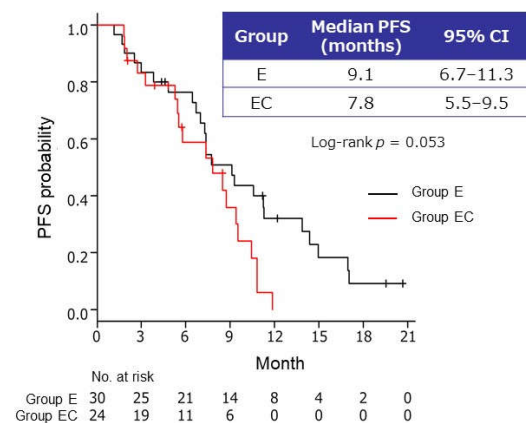 Group Median PFS (months) 95% CI
E 9.1 6.7–11.3
EC 7.8 5.5–9.5
Log-rank p = 0.053
Group E
Group EC
PFS probability
1.0
0.8
0.6
0.4
0.2
0.0
0 3 6 9 12 15 18 21
Month
No. at risk
Group E 30 25 21 14 8 4 2 0
Group EC 24 19 11 6 0 0 0 0